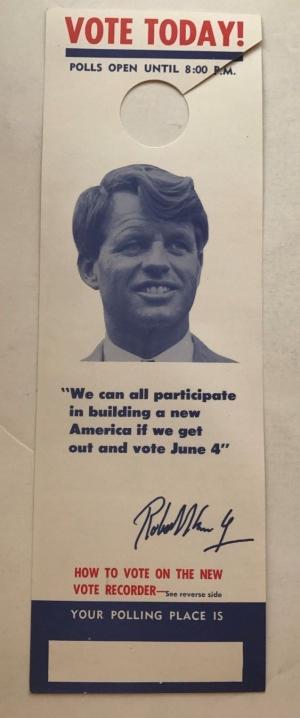 VOTE TODAY!
POLLS OPEN UNTIL 8:00 P.M.
"We can all participate
in building a new
America if we get
out and vote June 4"
HOW TO VOTE ON THE NEW
VOTE RECORDER—See reverse side
YOUR POLLING PLACE IS